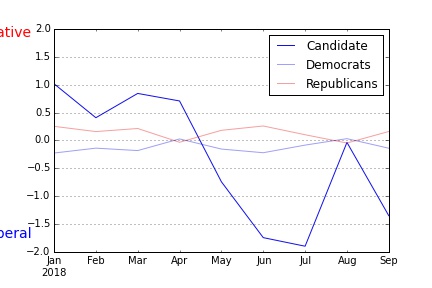 2.0
ative
Candidate
Democrats
Republicans
1.5
1.0
0.5
0.0
−0.5
−1.0
−1.5
beral
−2.0
Jan Feb Mar Apr May Jun Jul Aug Sep
2018